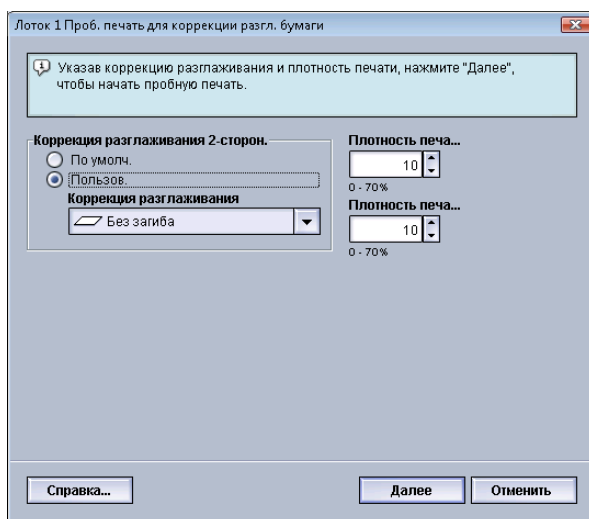 Лоток 1 Проб. печать для коррекции разгл. бумаги
Указав коррекцию разглаживания и плотность печати, нажмите "Далее",
чтобы начать пробную печать.
Коррекция разглаживания 2-сторон.
По умолч.
Пользов.
Коррекция разглаживания
Без загиба
Плотность печа...
10
0 - 70%
Плотность печа...
10
0 - 70%
Справка...
Далее
Отменить